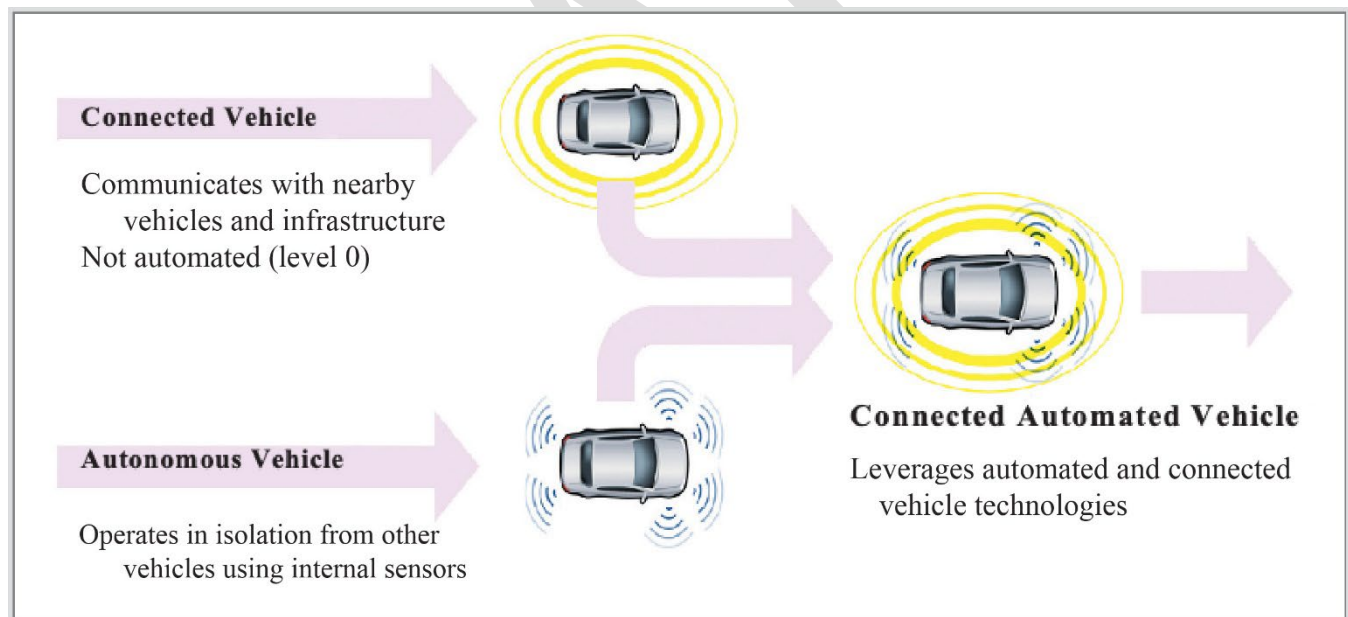 Connected Vehicle
Communicates with nearby
vehicles and infrastructure
Not automated (level 0)
Autonomous Vehicle
Operates in isolation from other
vehicles using internal sensors
Connected Automated Vehicle
Leverages automated and connected
vehicle technologies